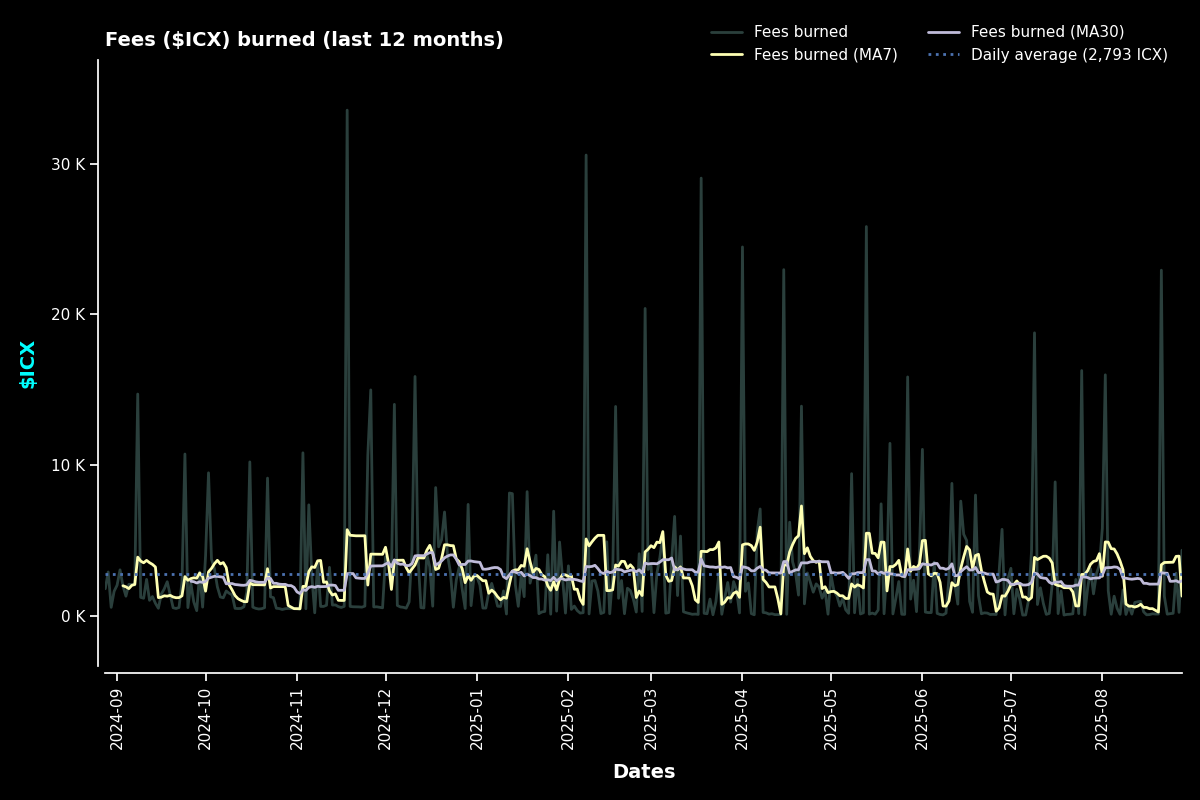 Fees ($ICX) burned (last 12 months)
Fees burned
Fees burned (MA7)
Fees burned (MA30)
Daily average (2,793 ICX)
$ICX
30 K
20 K
10 K
0 K
2024-09
2024-10
2024-11
2024-12
2025-01
2025-02
2025-03
2025-04
2025-05
2025-06
2025-07
2025-08
Dates